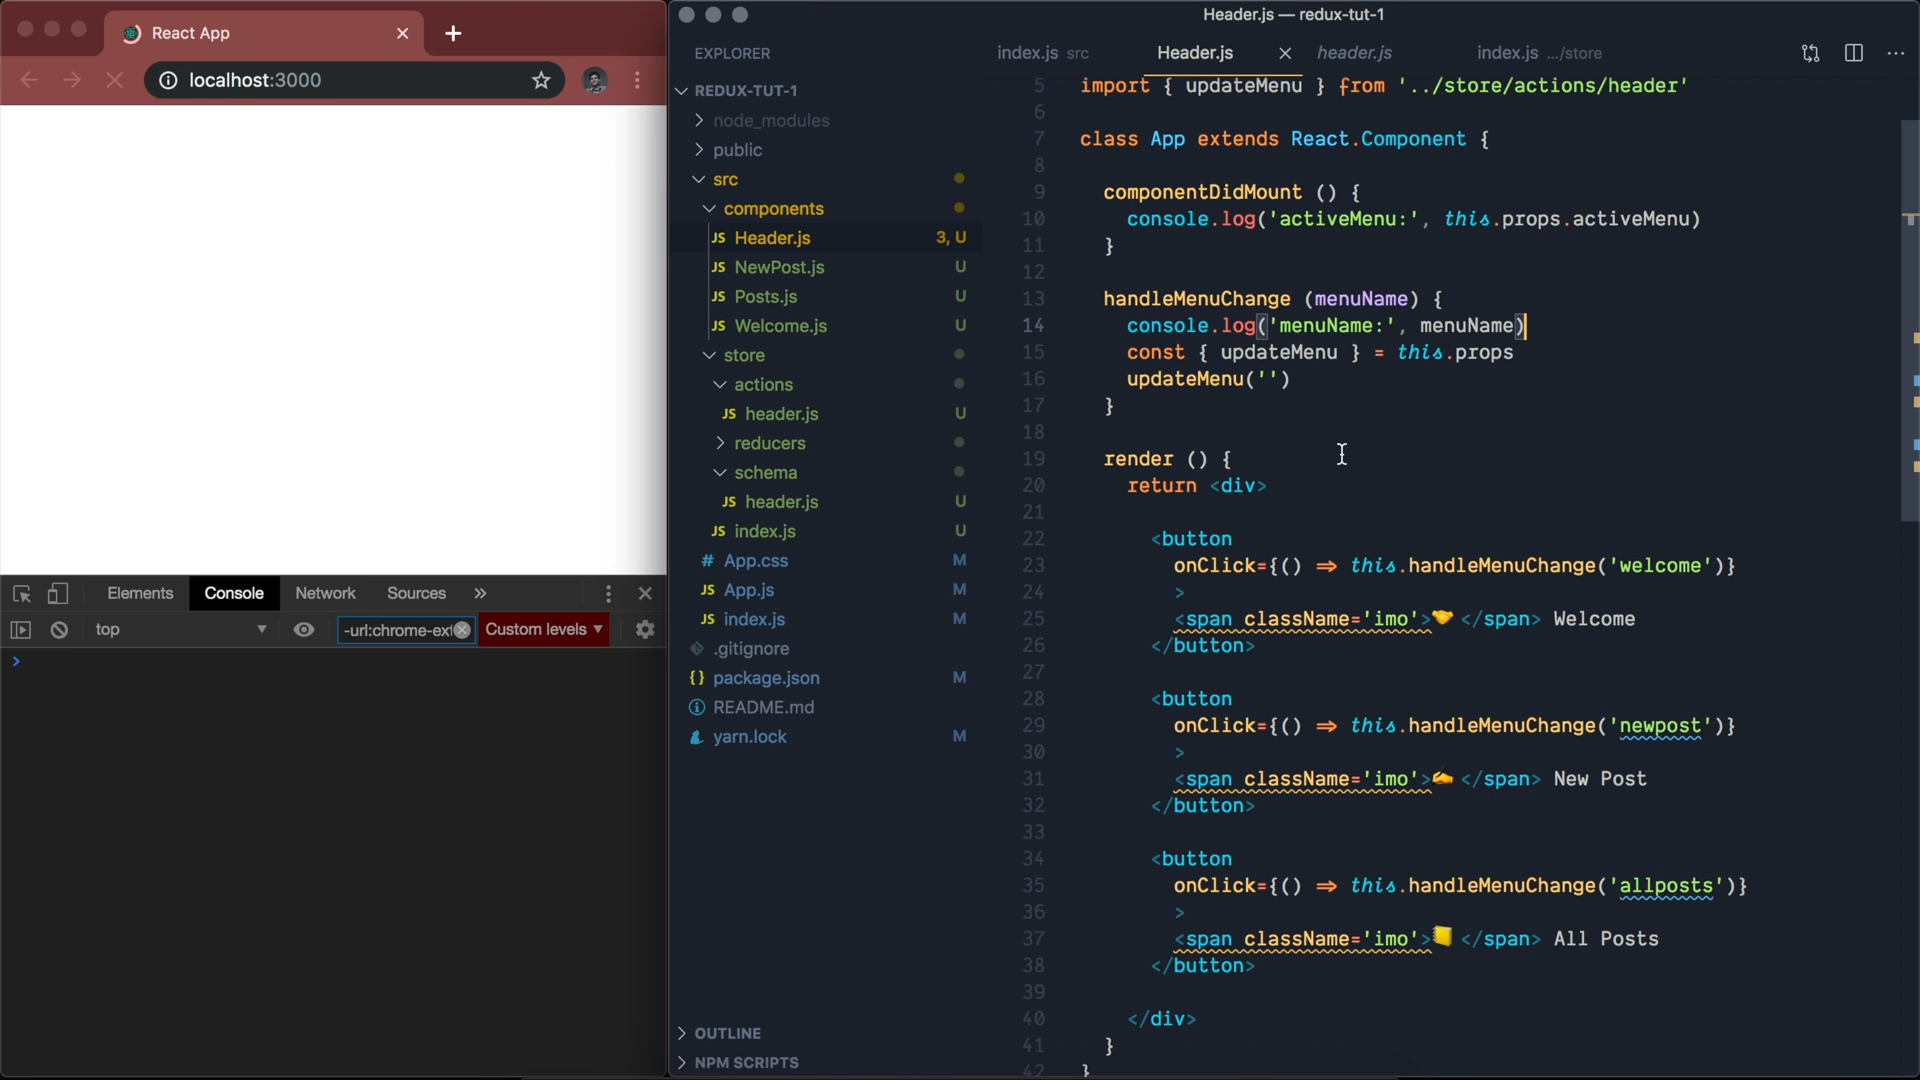 React App
localhost:3000
Elements
Console
Network
Sources
»
top
-url:chrome-ext
Custom levels
Header.js — redux-tut-1
EXPLORER
REDUX-TUT-1
node_modules
public
src
components
JS Header.js 3, U
JS NewPost.js U
JS Posts.js U
JS Welcome.js U
store
actions
JS header.js U
reducers
schema
JS header.js U
JS index.js U
# App.css M
JS App.js M
JS index.js M
.gitignore
{} package.json M
README.md
yarn.lock M
OUTLINE
NPM SCRIPTS
index.js src
Header.js
header.js
index.js .../store
5 import { updateMenu } from '../store/actions/header'
6
7 class App extends React.Component {
8
9 componentDidMount () {
10 console.log('activeMenu:', this.props.activeMenu)
11 }
12
13 handleMenuChange (menuName) {
14 console.log('menuName:', menuName)
15 const { updateMenu } = this.props
16 updateMenu('')
17 }
18
19 render () {
20 return <div>
21
22 <button
23 onClick={() ⇒ this.handleMenuChange('welcome')}
24 >
25 <span className='imo'>🤝 </span> Welcome
26 </button>
27
28 <button
29 onClick={() ⇒ this.handleMenuChange('newpost')}
30 >
31 <span className='imo'>✍️ </span> New Post
32 </button>
33
34 <button
35 onClick={() ⇒ this.handleMenuChange('allposts')}
36 >
37 <span className='imo'>📒 </span> All Posts
38 </button>
39
40 </div>
41 }
42 }